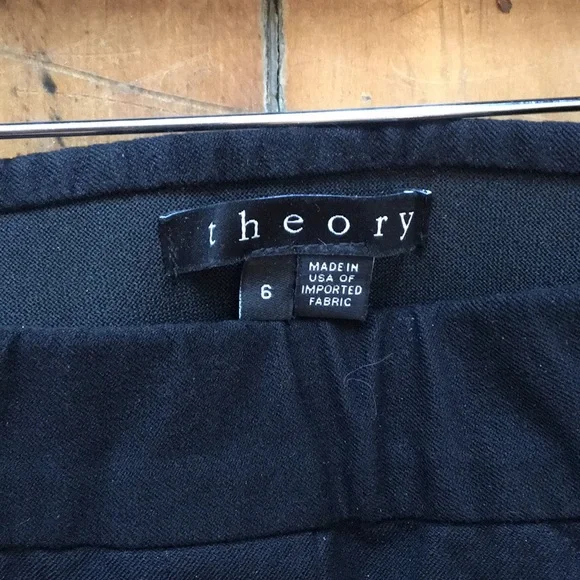 theory
6
MADE IN
USA OF
IMPORTED
FABRIC